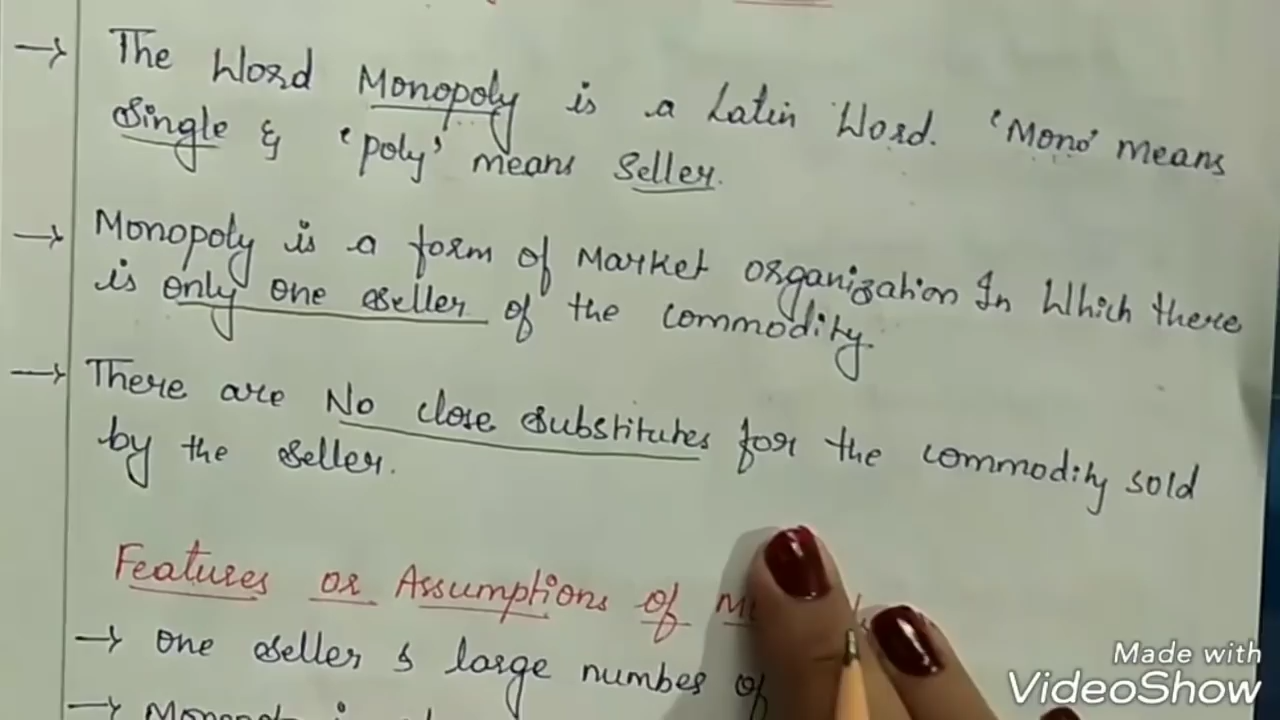 → The Word Monopoly is a Latin Word. 'Mono' means
Single & 'poly' means Seller.
→ Monopoly is a form of Market organization In Which there
is only one seller of the commodity.
→ There are No close substitutes for the commodity sold
by the seller.
Features or Assumptions of
→ One seller & large number of
→
Made with
VideoShow